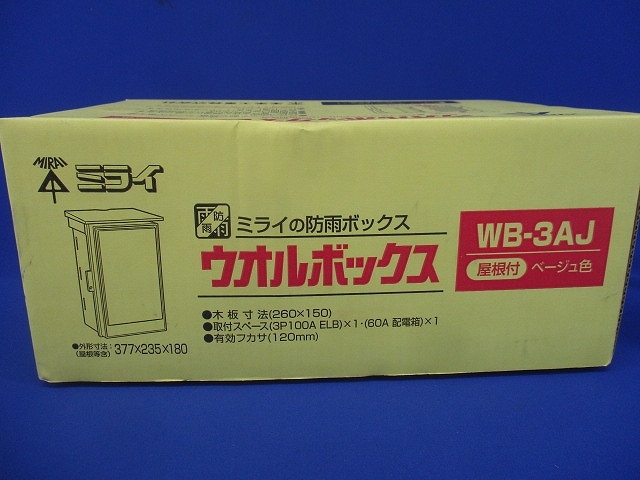 MIRAI
ミライ
防雨
ミライの防雨ボックス
ウオルボックス
WB-3AJ
屋根付 ベージュ色
●木板寸法(260×150)
●取付スペース(3P100A ELB)×1・(60A 配電箱)×1
●有効フカサ(120mm)
●外形寸法:
(屋根等含) 377×235×180